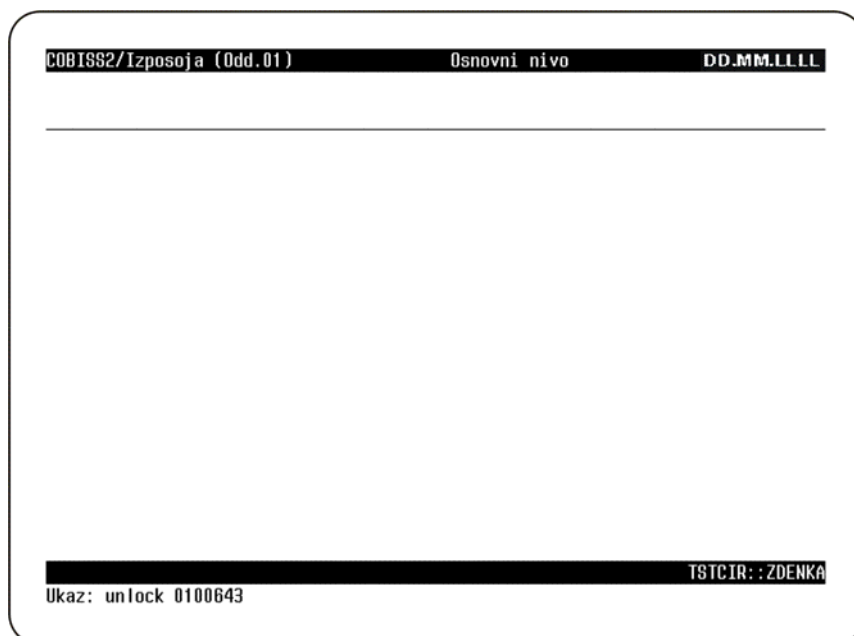 COBISS2/Izposoja (Odd.01) Osnovni nivo DD.MM.LLLL
TSTCIR::ZDENKA
Ukaz: unlock 0100643